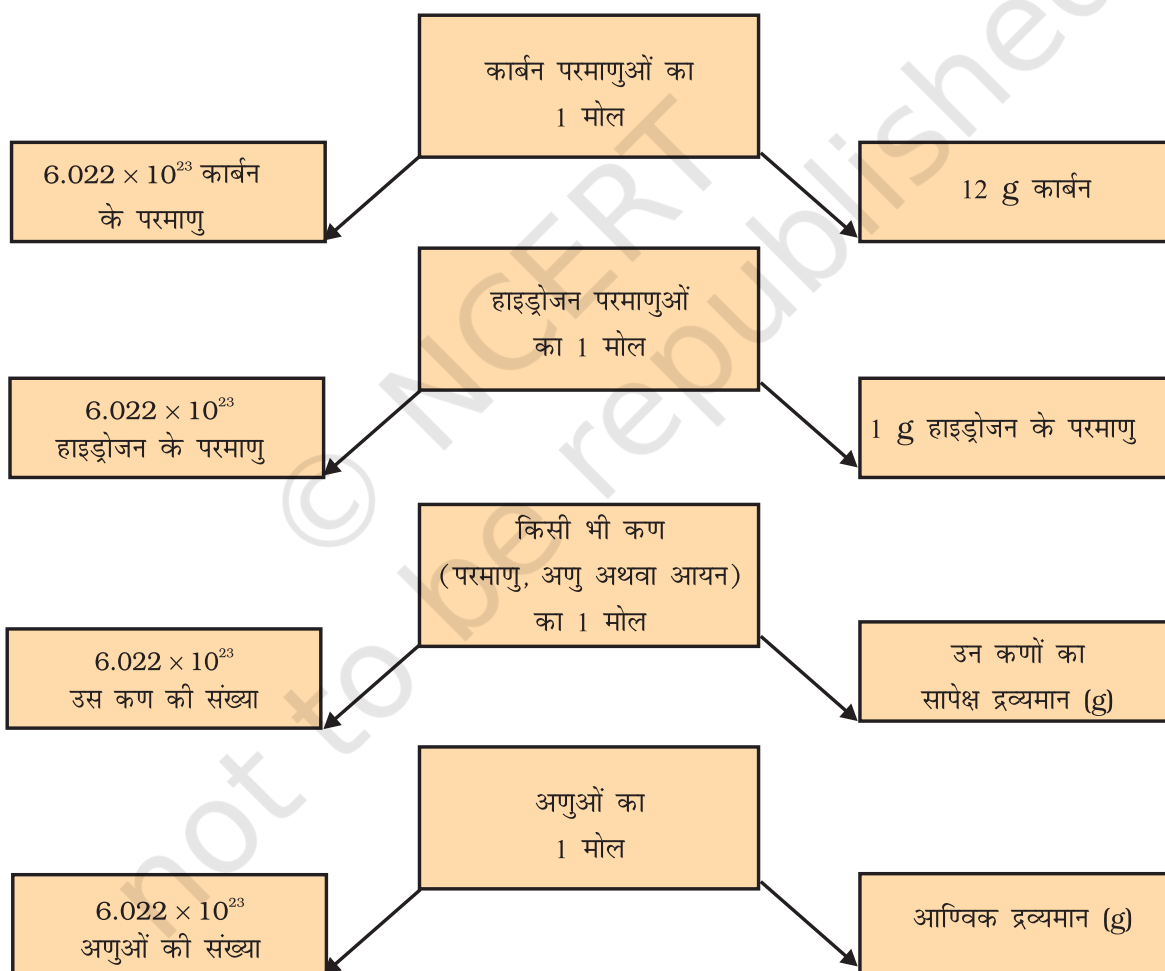 कार्बन परमाणुओं का
1 मोल
6.022 × 10²³ कार्बन
के परमाणु
12 g कार्बन
हाइड्रोजन परमाणुओं
का 1 मोल
6.022 × 10²³
हाइड्रोजन के परमाणु
1 g हाइड्रोजन के परमाणु
किसी भी कण
(परमाणु, अणु अथवा आयन)
का 1 मोल
6.022 × 10²³
उस कण की संख्या
उन कणों का
सापेक्ष द्रव्यमान (g)
अणुओं का
1 मोल
6.022 × 10²³
अणुओं की संख्या
आण्विक द्रव्यमान (g)
© NCERT
not to be republished